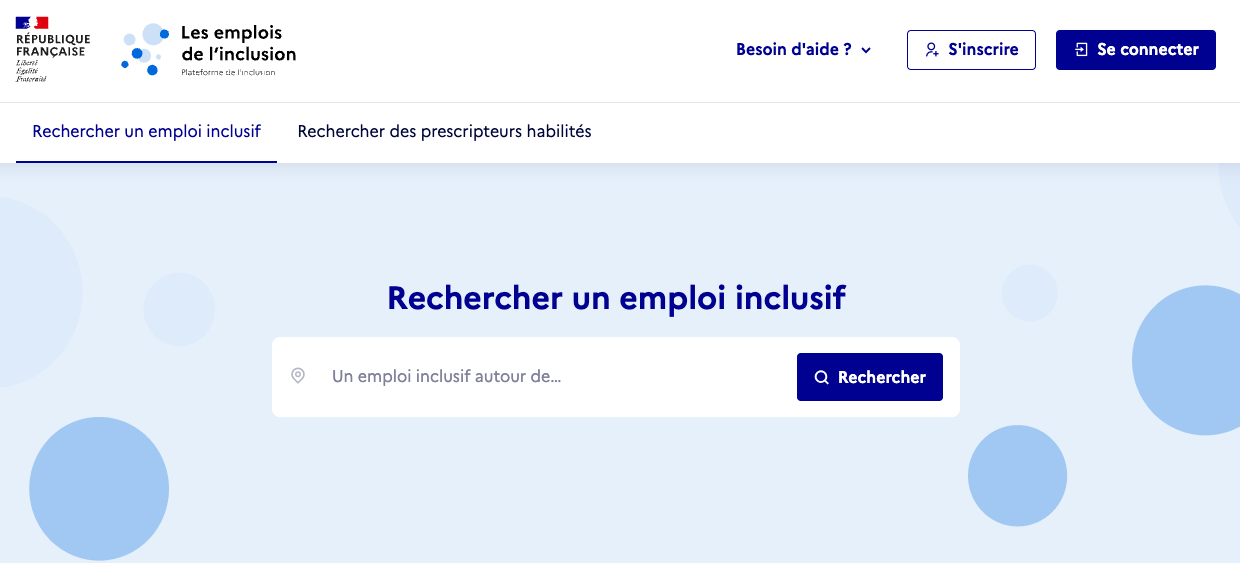 RÉPUBLIQUE
FRANÇAISE
Liberté
Égalité
Fraternité
Les emplois
de l'inclusion
Plateforme de l'inclusion
Besoin d'aide ?
S'inscrire
Se connecter
Rechercher un emploi inclusif
Rechercher des prescripteurs habilités
Rechercher un emploi inclusif
Un emploi inclusif autour de...
Rechercher